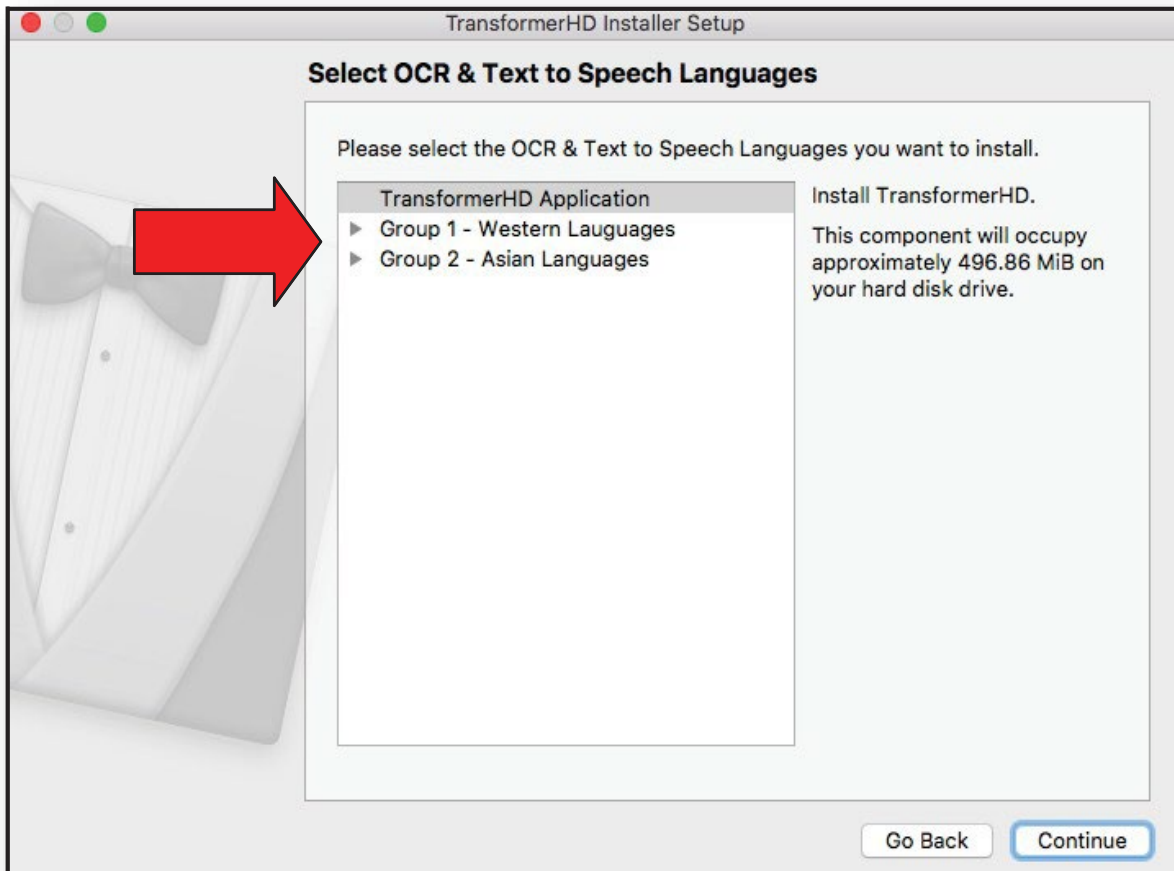 TransformerHD Installer Setup
Select OCR & Text to Speech Languages
Please select the OCR & Text to Speech Languages you want to install.
TransformerHD Application
Group 1 - Western Lauguages
Group 2 - Asian Languages
Install TransformerHD.
This component will occupy
approximately 496.86 MiB on
your hard disk drive.
Go Back
Continue